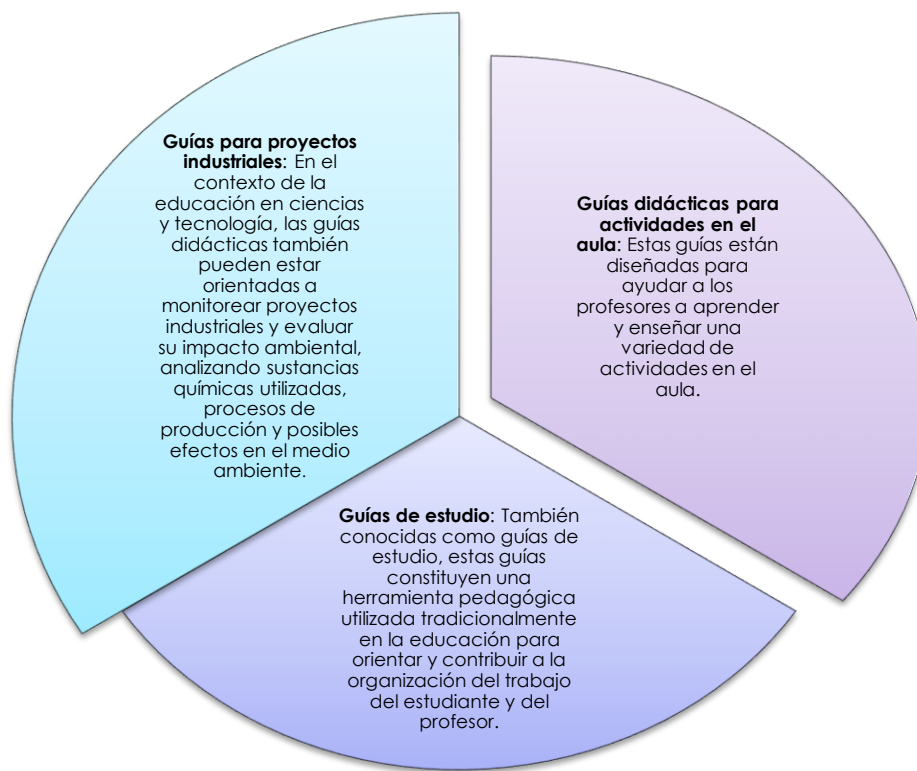 Guías para proyectos
industriales: En el
contexto de la
educación en ciencias
y tecnología, las guías
didácticas también
pueden estar
orientadas a
monitorear proyectos
industriales y evaluar
su impacto ambiental,
analizando sustancias
químicas utilizadas,
procesos de
producción y posibles
efectos en el medio
ambiente.
Guías didácticas para
actividades en el
aula: Estas guías están
diseñadas para
ayudar a los
profesores a aprender
y enseñar una
variedad de
actividades en el
aula.
Guías de estudio: También
conocidas como guías de
estudio, estas guías
constituyen una
herramienta pedagógica
utilizada tradicionalmente
en la educación para
orientar y contribuir a la
organización del trabajo
del estudiante y del
profesor.